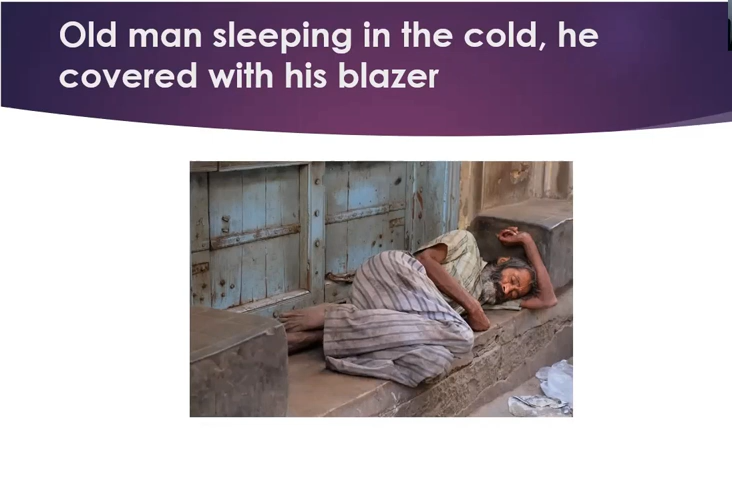 Old man sleeping in the cold, he
covered with his blazer